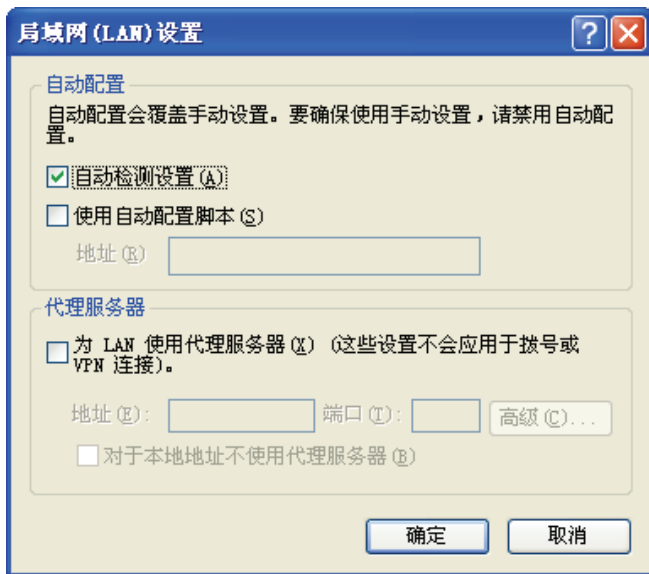 局域网(LAN)设置
自动配置
自动配置会覆盖手动设置。要确保使用手动设置，请禁用自动配
置。
自动检测设置(A)
使用自动配置脚本(S)
地址(R)
代理服务器
为 LAN 使用代理服务器(X) (这些设置不会应用于拨号或
VPN 连接)。
地址(E): 端口(T): 高级(C)...
对于本地地址不使用代理服务器(B)
确定 取消